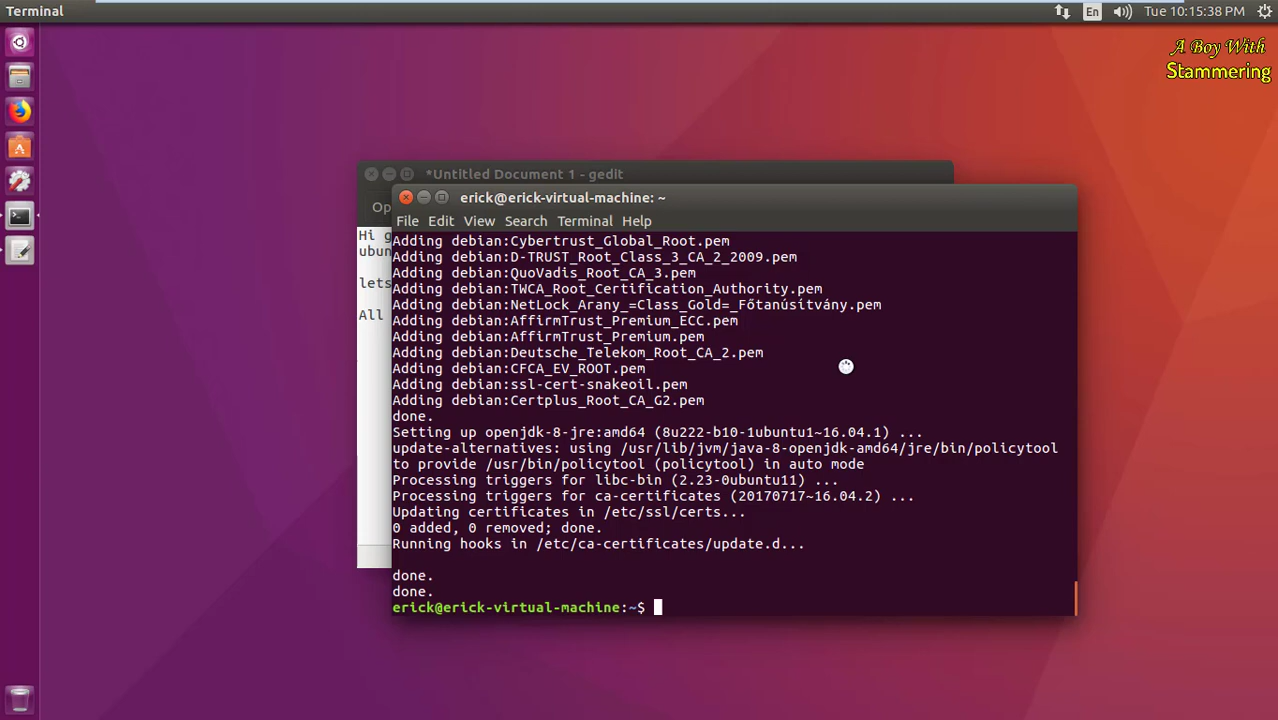 Terminal
En
Tue 10:15:38 PM
A Boy With
Stammering
*Untitled Document 1 - gedit
Op
Hi g
ubun
lets
All
erick@erick-virtual-machine: ~
File Edit View Search Terminal Help
Adding debian:Cybertrust_Global_Root.pem
Adding debian:D-TRUST_Root_Class_3_CA_2_2009.pem
Adding debian:QuoVadis_Root_CA_3.pem
Adding debian:TWCA_Root_Certification_Authority.pem
Adding debian:NetLock_Arany_=Class_Gold=_Főtanúsítvány.pem
Adding debian:AffirmTrust_Premium_ECC.pem
Adding debian:AffirmTrust_Premium.pem
Adding debian:Deutsche_Telekom_Root_CA_2.pem
Adding debian:CFCA_EV_ROOT.pem
Adding debian:ssl-cert-snakeoil.pem
Adding debian:Certplus_Root_CA_G2.pem
done.
Setting up openjdk-8-jre:amd64 (8u222-b10-1ubuntu1~16.04.1) ...
update-alternatives: using /usr/lib/jvm/java-8-openjdk-amd64/jre/bin/policytool
to provide /usr/bin/policytool (policytool) in auto mode
Processing triggers for libc-bin (2.23-0ubuntu11) ...
Processing triggers for ca-certificates (20170717~16.04.2) ...
Updating certificates in /etc/ssl/certs...
0 added, 0 removed; done.
Running hooks in /etc/ca-certificates/update.d...
done.
done.
erick@erick-virtual-machine:~$